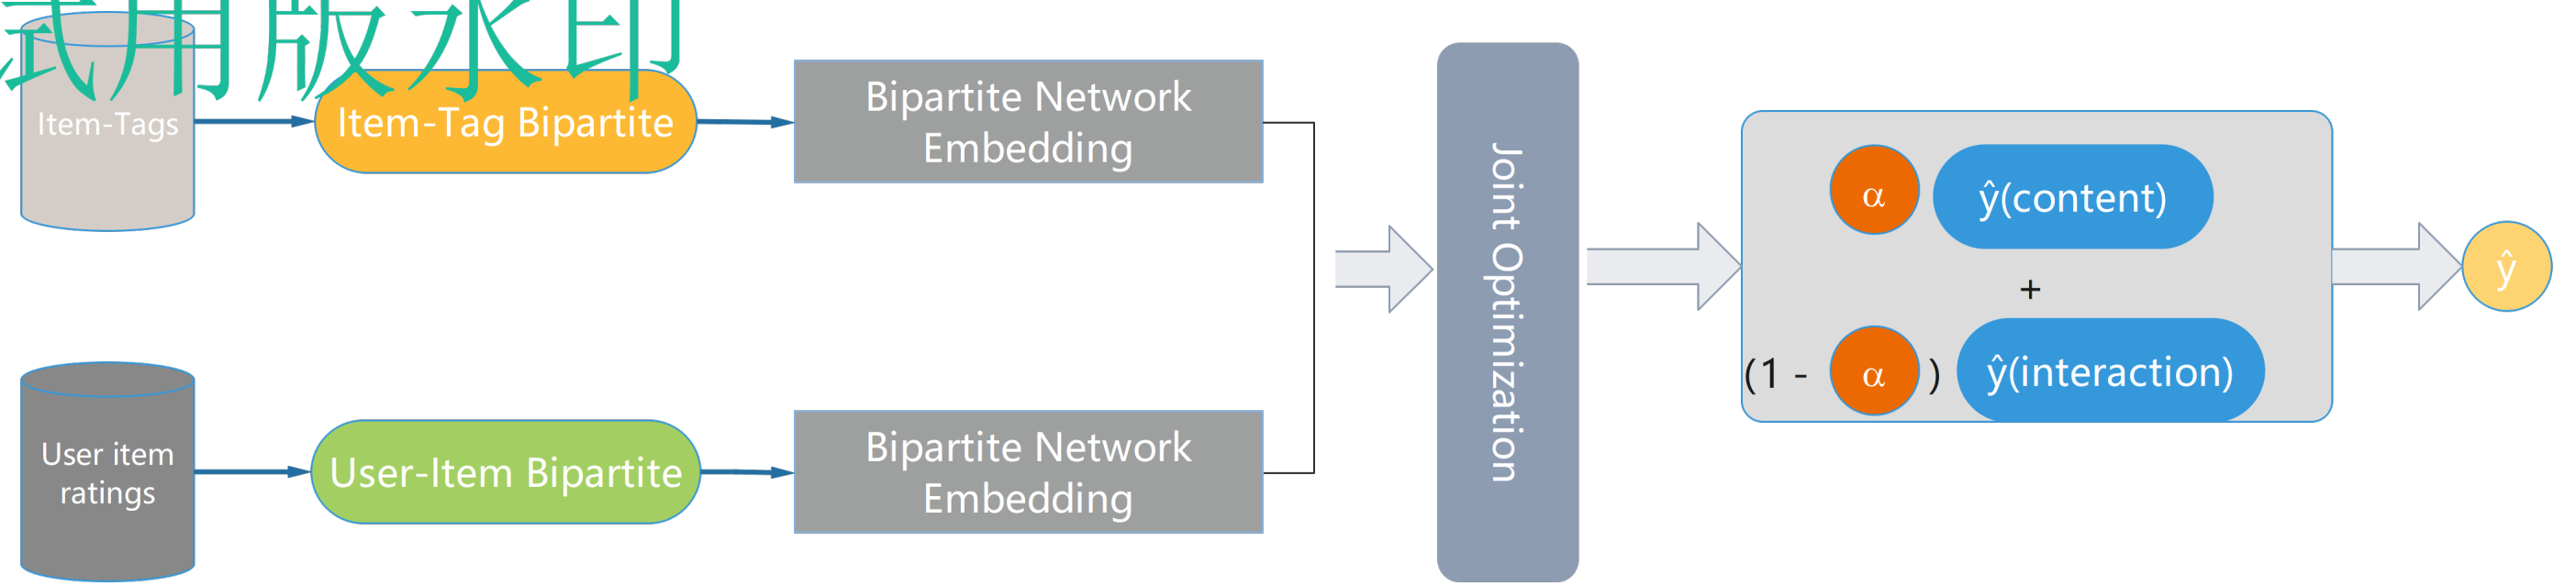 试用版水印
Item-Tags
Item-Tag Bipartite
Bipartite Network
Embedding
User item
ratings
User-Item Bipartite
Bipartite Network
Embedding
Joint Optimization
α ŷ(content)
+
(1 - α ) ŷ(interaction)
ŷ